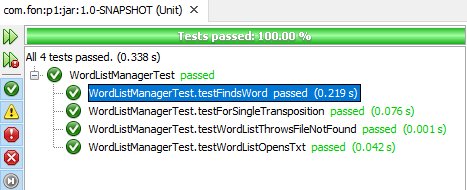 com.fon:p1:jar:1.0-SNAPSHOT (Unit)
Tests passed: 100.00 %
All 4 tests passed. (0.338 s)
WordListManagerTest passed
WordListManagerTest.testFindsWord passed (0.219 s)
WordListManagerTest.testForSingleTransposition passed (0.076 s)
WordListManagerTest.testWordListThrowsFileNotFound passed (0.001 s)
WordListManagerTest.testWordListOpensTxt passed (0.042 s)